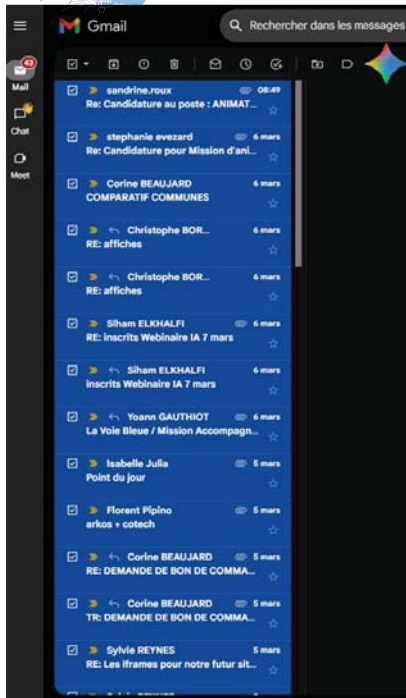 Gmail
Rechercher dans les messages
43
Mail
Chat
Meet
sandrine.roux 08:49
Re: Candidature au poste : ANIMAT...
stephanie evezard 6 mars
Re: Candidature pour Mission d'ani...
Corine BEAUJARD 6 mars
COMPARATIF COMMUNES
Christophe BOR... 6 mars
RE: affiches
Christophe BOR... 6 mars
RE: affiches
Siham ELKHALFI 6 mars
RE: inscrits Webinaire IA 7 mars
Siham ELKHALFI 6 mars
inscrits Webinaire IA 7 mars
Yoann GAUTHIOT 6 mars
La Voie Bleue / Mission Accompagn...
Isabelle Julia 5 mars
Point du jour
Florent Pipino 5 mars
arkos + cotech
Corine BEAUJARD 5 mars
RE: DEMANDE DE BON DE COMMA...
Corine BEAUJARD 5 mars
TR: DEMANDE DE BON DE COMMA...
Sylvie REYNES 5 mars
RE: Les iframes pour notre futur sit...